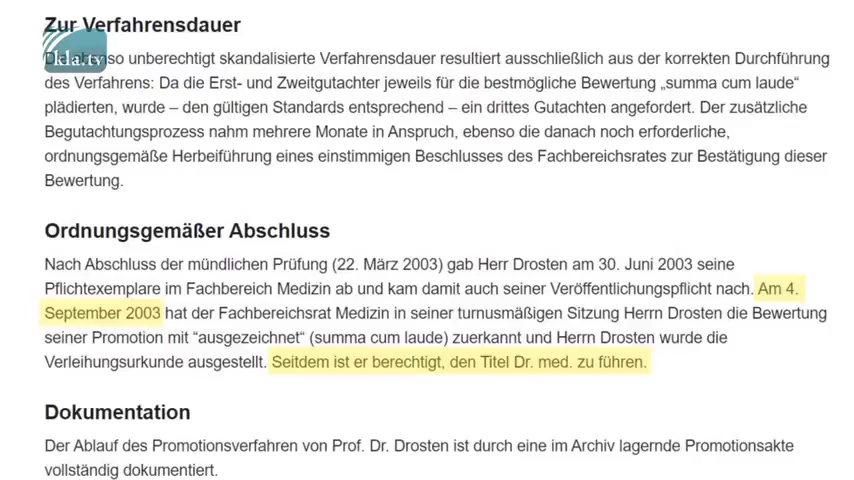 Zur Verfahrensdauer
kla.tv
Die ebenso unberechtigt skandalisierte Verfahrensdauer resultiert ausschließlich aus der korrekten Durchführung
des Verfahrens: Da die Erst- und Zweitgutachter jeweils für die bestmögliche Bewertung „summa cum laude“
plädierten, wurde – den gültigen Standards entsprechend – ein drittes Gutachten angefordert. Der zusätzliche
Begutachtungsprozess nahm mehrere Monate in Anspruch, ebenso die danach noch erforderliche,
ordnungsgemäße Herbeiführung eines einstimmigen Beschlusses des Fachbereichsrates zur Bestätigung dieser
Bewertung.
Ordnungsgemäßer Abschluss
Nach Abschluss der mündlichen Prüfung (22. März 2003) gab Herr Drosten am 30. Juni 2003 seine
Pflichtexemplare im Fachbereich Medizin ab und kam damit auch seiner Veröffentlichungspflicht nach. Am 4.
September 2003 hat der Fachbereichsrat Medizin in seiner turnusmäßigen Sitzung Herrn Drosten die Bewertung
seiner Promotion mit “ausgezeichnet“ (summa cum laude) zuerkannt und Herrn Drosten wurde die
Verleihungsurkunde ausgestellt. Seitdem ist er berechtigt, den Titel Dr. med. zu führen.
Dokumentation
Der Ablauf des Promotionsverfahren von Prof. Dr. Drosten ist durch eine im Archiv lagernde Promotionsakte
vollständig dokumentiert.